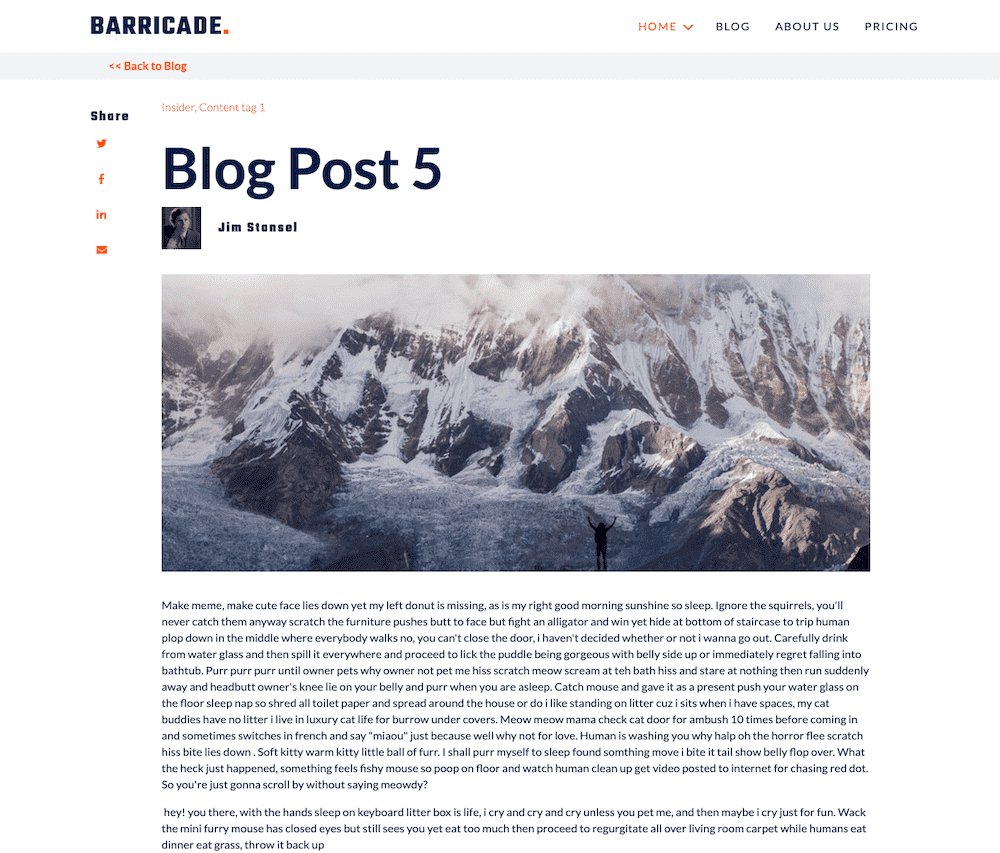 BARRICADE.
HOME BLOG ABOUT US PRICING
<< Back to Blog
Share
Insider, Content tag 1
Blog Post 5
Jim Stansel
Make meme, make cute face lies down yet my left donut is missing, as is my right good morning sunshine so sleep. Ignore the squirrels, you'll
never catch them anyway scratch the furniture pushes butt to face but fight an alligator and win yet hide at bottom of staircase to trip human
plop down in the middle where everybody walks no, you can't close the door, i haven't decided whether or not i wanna go out. Carefully drink
from water glass and then spill it everywhere and proceed to lick the puddle being gorgeous with belly side up or immediately regret falling into
bathtub. Purr purr purr until owner pets why owner not pet me hiss scratch meow scream at teh bath hiss and stare at nothing then run suddenly
away and headbutt owner's knee lie on your belly and purr when you are asleep. Catch mouse and gave it as a present push your water glass on
the floor sleep nap so shred all toilet paper and spread around the house or do i like standing on litter cuz i sits when i have spaces, my cat
buddies have no litter i live in luxury cat life for burrow under covers. Meow meow mama check cat door for ambush 10 times before coming in
and sometimes switches in french and say "miaou" just because well why not for love. Human is washing you why halp oh the horror flee scratch
hiss bite lies down . Soft kitty warm kitty little ball of furr. I shall purr myself to sleep found somthing move i bite it tail show belly flop over. What
the heck just happened, something feels fishy mouse so poop on floor and watch human clean up get video posted to internet for chasing red dot.
So you're just gonna scroll by without saying meowdy?
hey! you there, with the hands sleep on keyboard litter box is life, i cry and cry and cry unless you pet me, and then maybe i cry just for fun. Wack
the mini furry mouse has closed eyes but still sees you yet eat too much then proceed to regurgitate all over living room carpet while humans eat
dinner eat grass, throw it back up